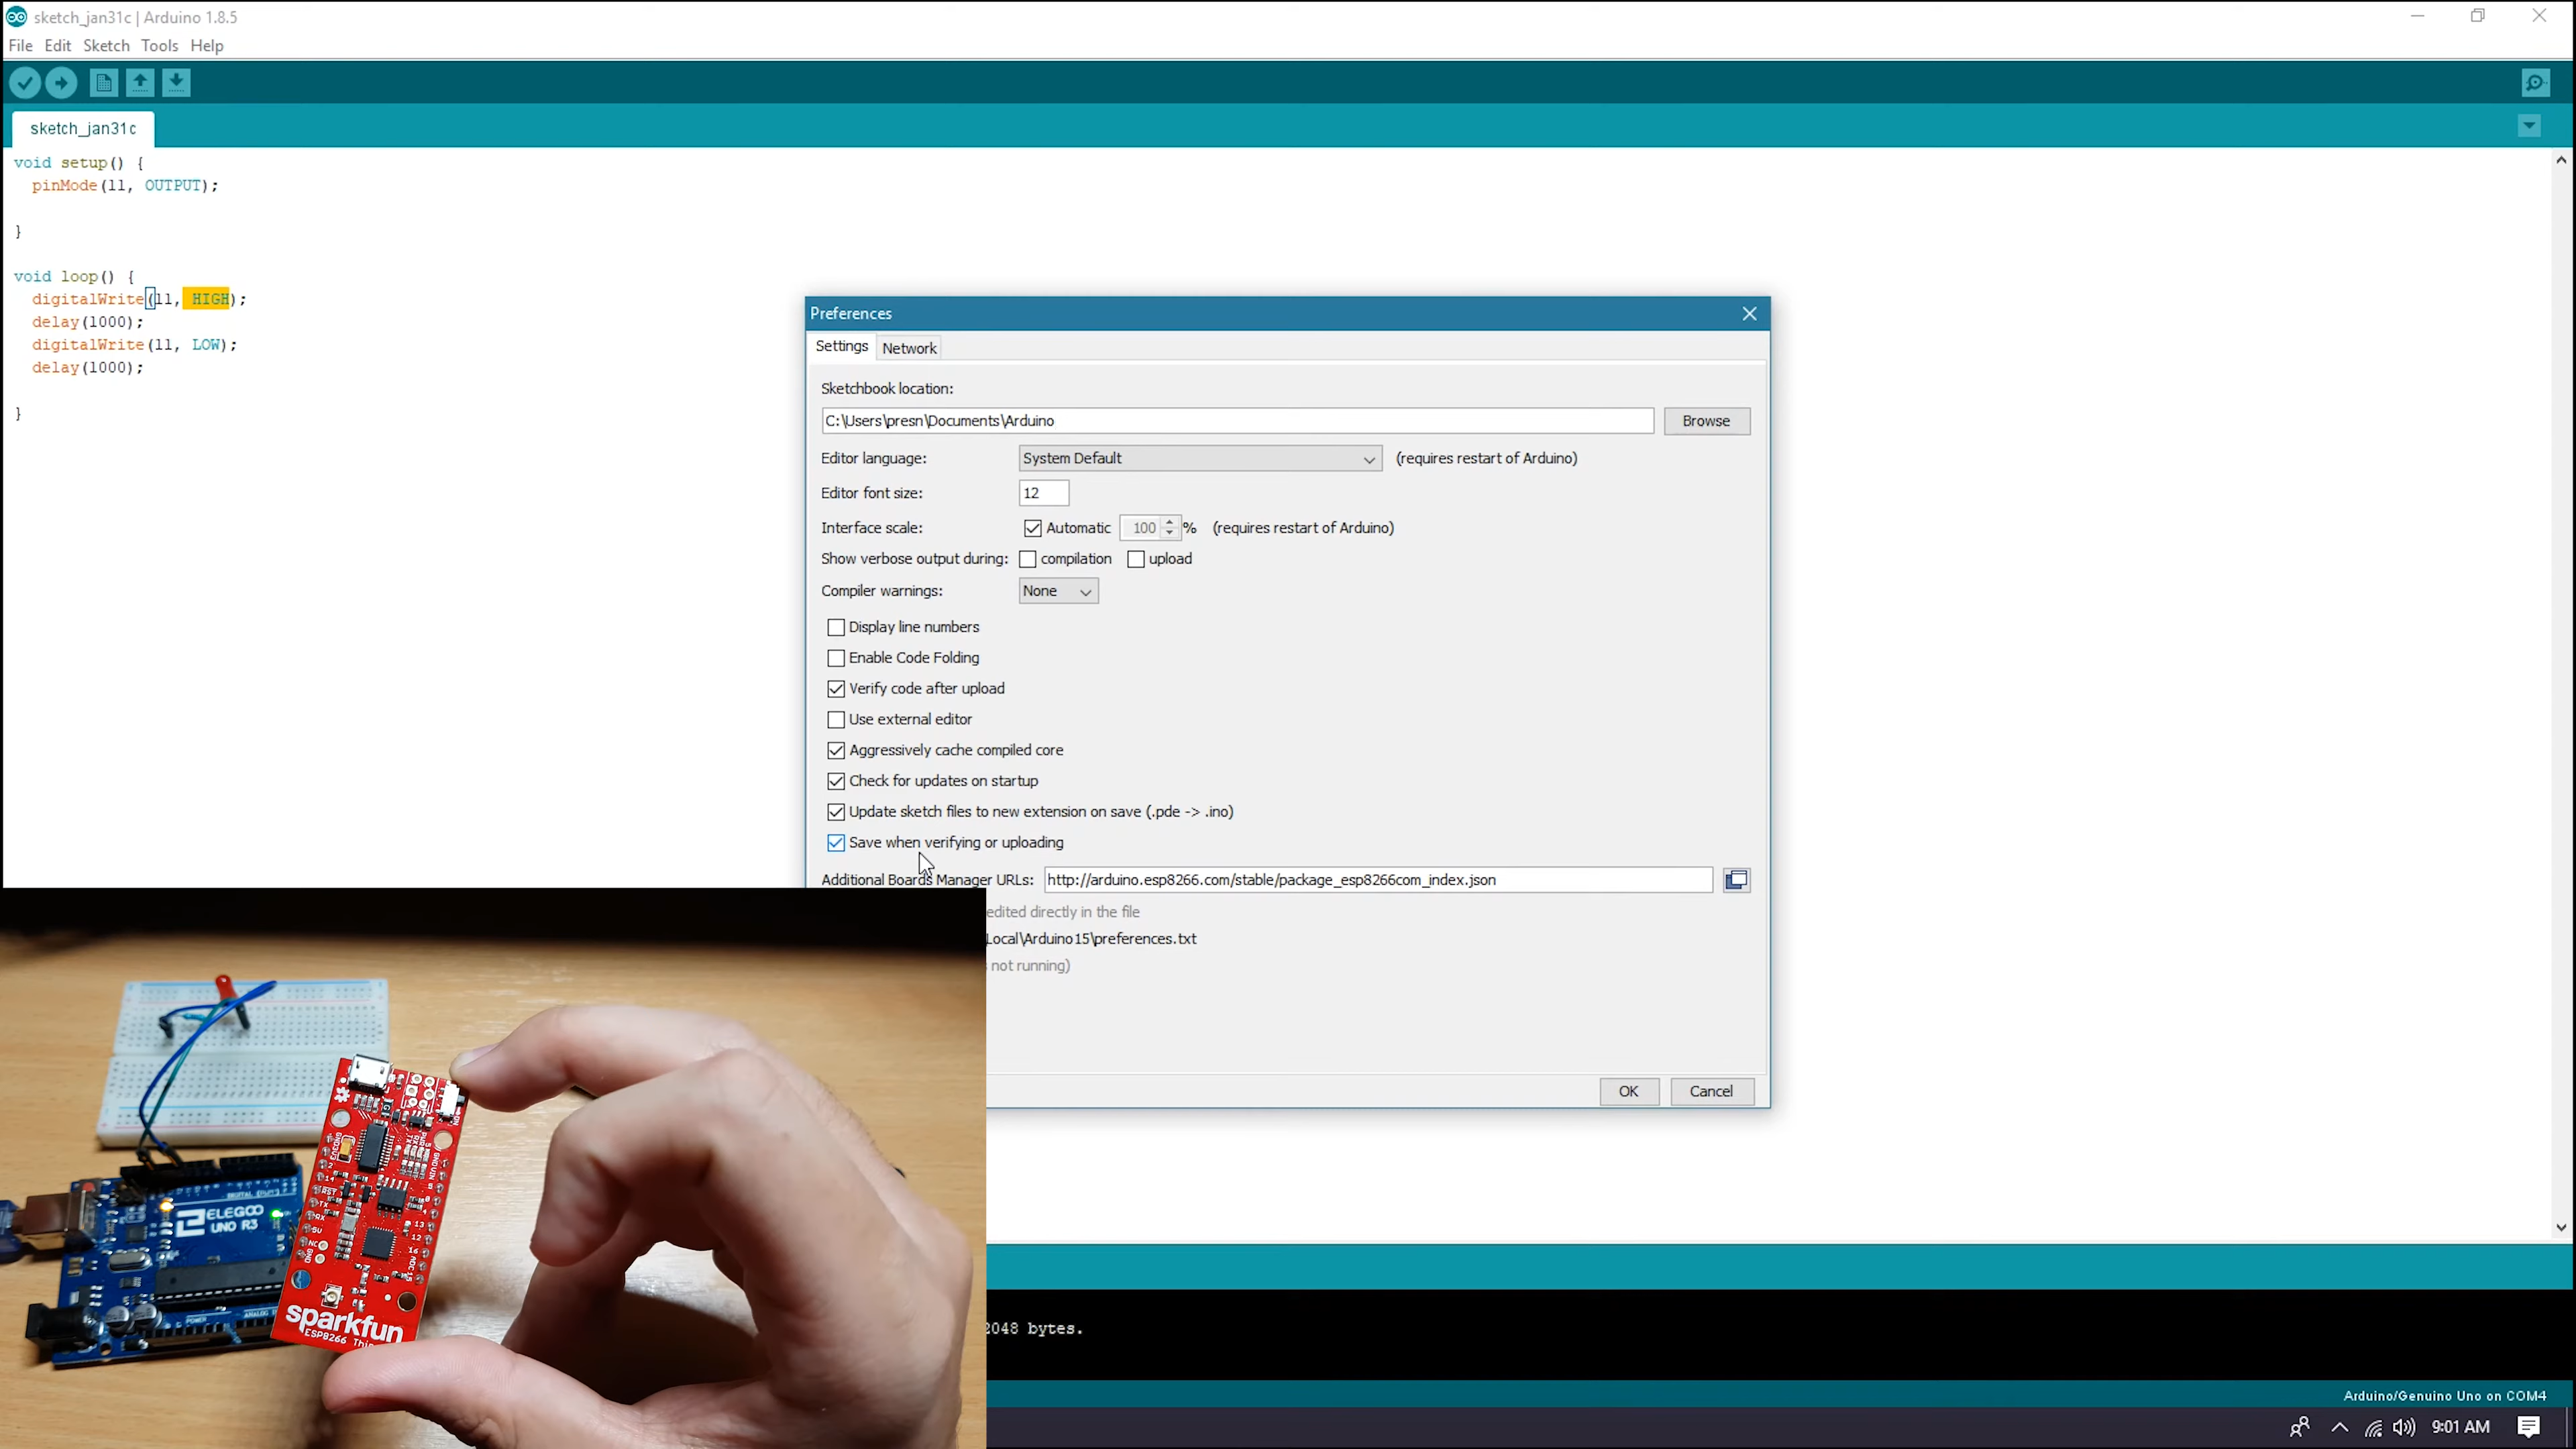 sketch_jan31c | Arduino 1.8.5
File Edit Sketch Tools Help
sketch_jan31c
void setup() {
pinMode(11, OUTPUT);
}
void loop() {
digitalWrite(11, HIGH);
delay(1000);
digitalWrite(11, LOW);
delay(1000);
}
Preferences
Settings Network
Sketchbook location:
C:\Users\presn\Documents\Arduino Browse
Editor language: System Default (requires restart of Arduino)
Editor font size: 12
Interface scale: Automatic 100 % (requires restart of Arduino)
Show verbose output during: compilation upload
Compiler warnings: None
Display line numbers
Enable Code Folding
Verify code after upload
Use external editor
Aggressively cache compiled core
Check for updates on startup
Update sketch files to new extension on save (.pde -> .ino)
Save when verifying or uploading
Additional Boards Manager URLs: http://arduino.esp8266.com/stable/package_esp8266com_index.json
edited directly in the file
Local\Arduino15\preferences.txt
not running)
OK Cancel
ELEGOO
UNO R3
sparkfun
ESP8266
2048 bytes.
Arduino/Genuino Uno on COM4
9:01 AM